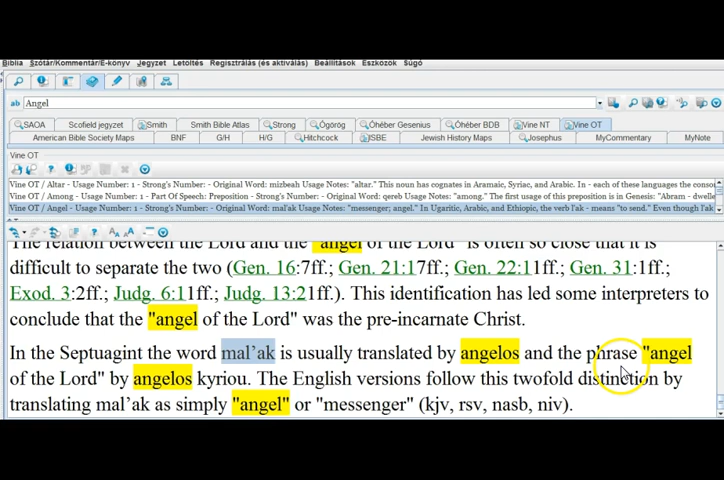 Biblia Szótár/Kommentár/E-könyv Jegyzet Letöltés Regisztrálás (és aktiválás) Beállítások Eszközök Súgó
ab Angel
SAOA Scofield jegyzet Smith Smith Bible Atlas Strong Ógörög Óhéber Gesenius Óhéber BDB Vine NT Vine OT
American Bible Society Maps BNF G/H H/G Hitchcock ISBE Jewish History Maps Josephus MyCommentary MyNote
Vine OT
Vine OT / Altar - Usage Number: 1 - Strong's Number: - Original Word: mizbeah Usage Notes: "altar." This noun has cognates in Aramaic, Syriac, and Arabic. In - each of these languages the conso
Vine OT / Among - Usage Number: 1 - Part Of Speech: Preposition - Strong's Number: - Original Word: qereb Usage Notes: "among." The first usage of this preposition is in Genesis: "Abram - dwelle
Vine OT / Angel - Usage Number: 1 - Strong's Number: - Original Word: mal'ak Usage Notes: "messenger; angel." In Ugaritic, Arabic, and Ethiopic, the verb l'ak - means "to send." Even though l'ak
The relation between the Lord and the "angel of the Lord" is often so close that it is
difficult to separate the two (Gen. 16:7ff.; Gen. 21:17ff.; Gen. 22:11ff.; Gen. 31:1ff.;
Exod. 3:2ff.; Judg. 6:11ff.; Judg. 13:21ff.). This identification has led some interpreters to
conclude that the "angel of the Lord" was the pre-incarnate Christ.
In the Septuagint the word mal'ak is usually translated by angelos and the phrase "angel
of the Lord" by angelos kyriou. The English versions follow this twofold distinction by
translating mal'ak as simply "angel" or "messenger" (kjv, rsv, nasb, niv).